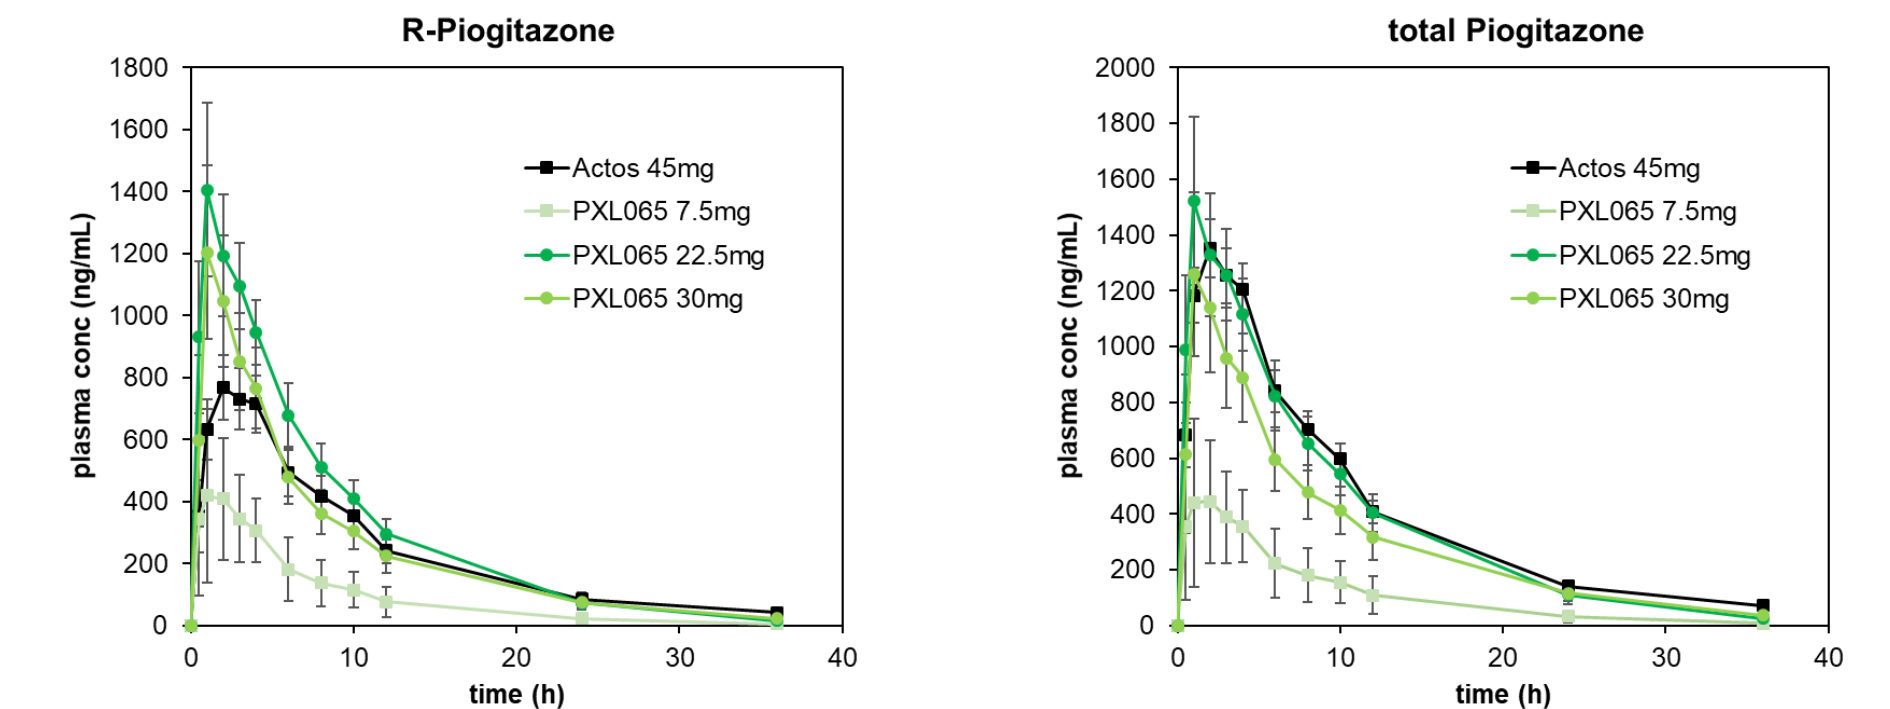 R-Piogitazone
1800
1600
1400
1200
1000
800
600
400
200
0
plasma conc (ng/mL)
Actos 45mg
PXL065 7.5mg
PXL065 22.5mg
PXL065 30mg
0 10 20 30 40
time (h)
total Piogitazone
2000
1800
1600
1400
1200
1000
800
600
400
200
0
plasma conc (ng/mL)
Actos 45mg
PXL065 7.5mg
PXL065 22.5mg
PXL065 30mg
0 10 20 30 40
time (h)